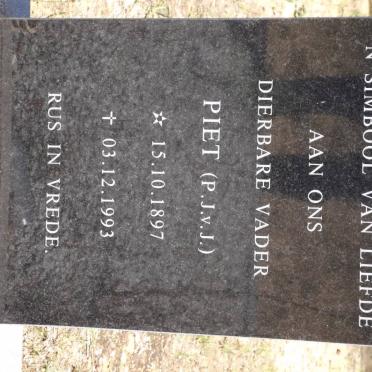 'N SIMBOOL VAN LIEFDE
AAN ONS
DIERBARE VADER
PIET (P.J.v.J.)
✡ 15.10.1897
✝ 03.12.1993
RUS IN VREDE.